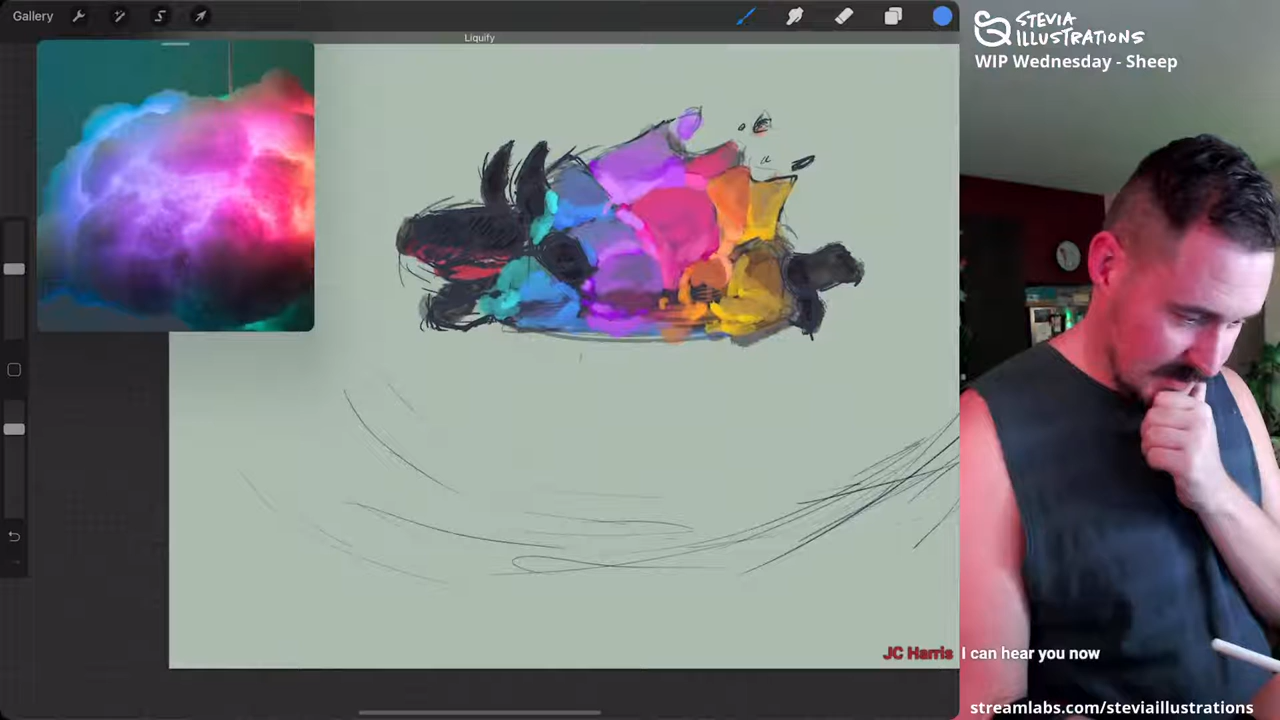 Gallery
Liquify
STEVIA
ILLUSTRATIONS
WIP Wednesday - Sheep
JC Harris I can hear you now
streamlabs.com/steviaillustrations